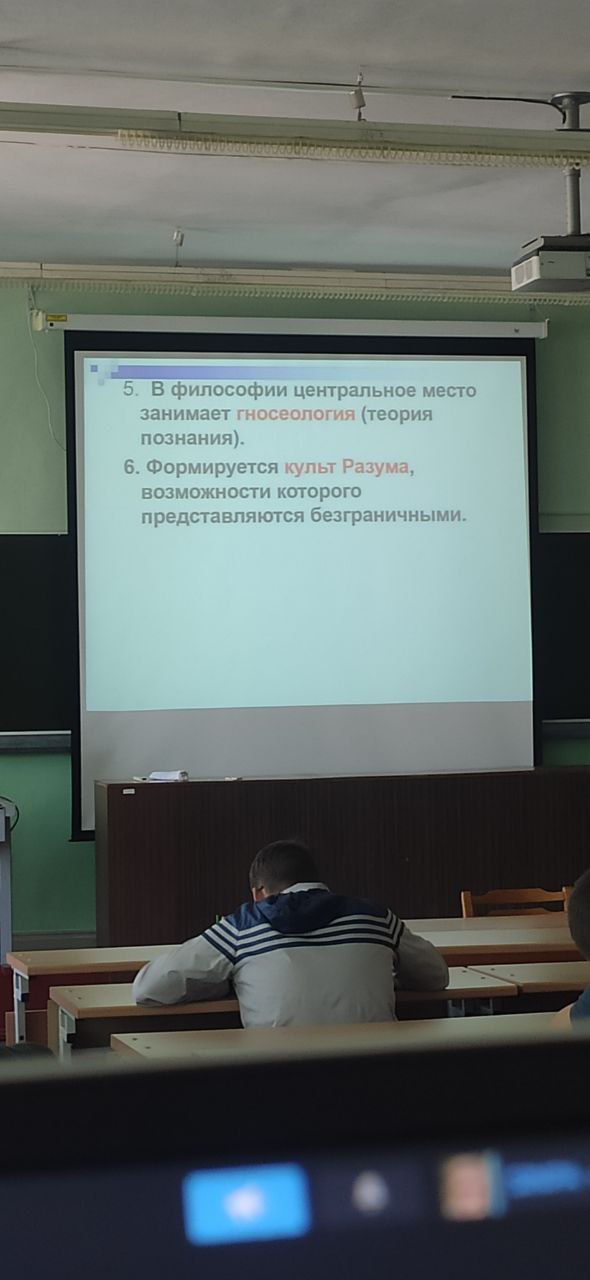 5. В философии центральное место
занимает гносеология (теория
познания).
6. Формируется культ Разума,
возможности которого
представляются безграничными.